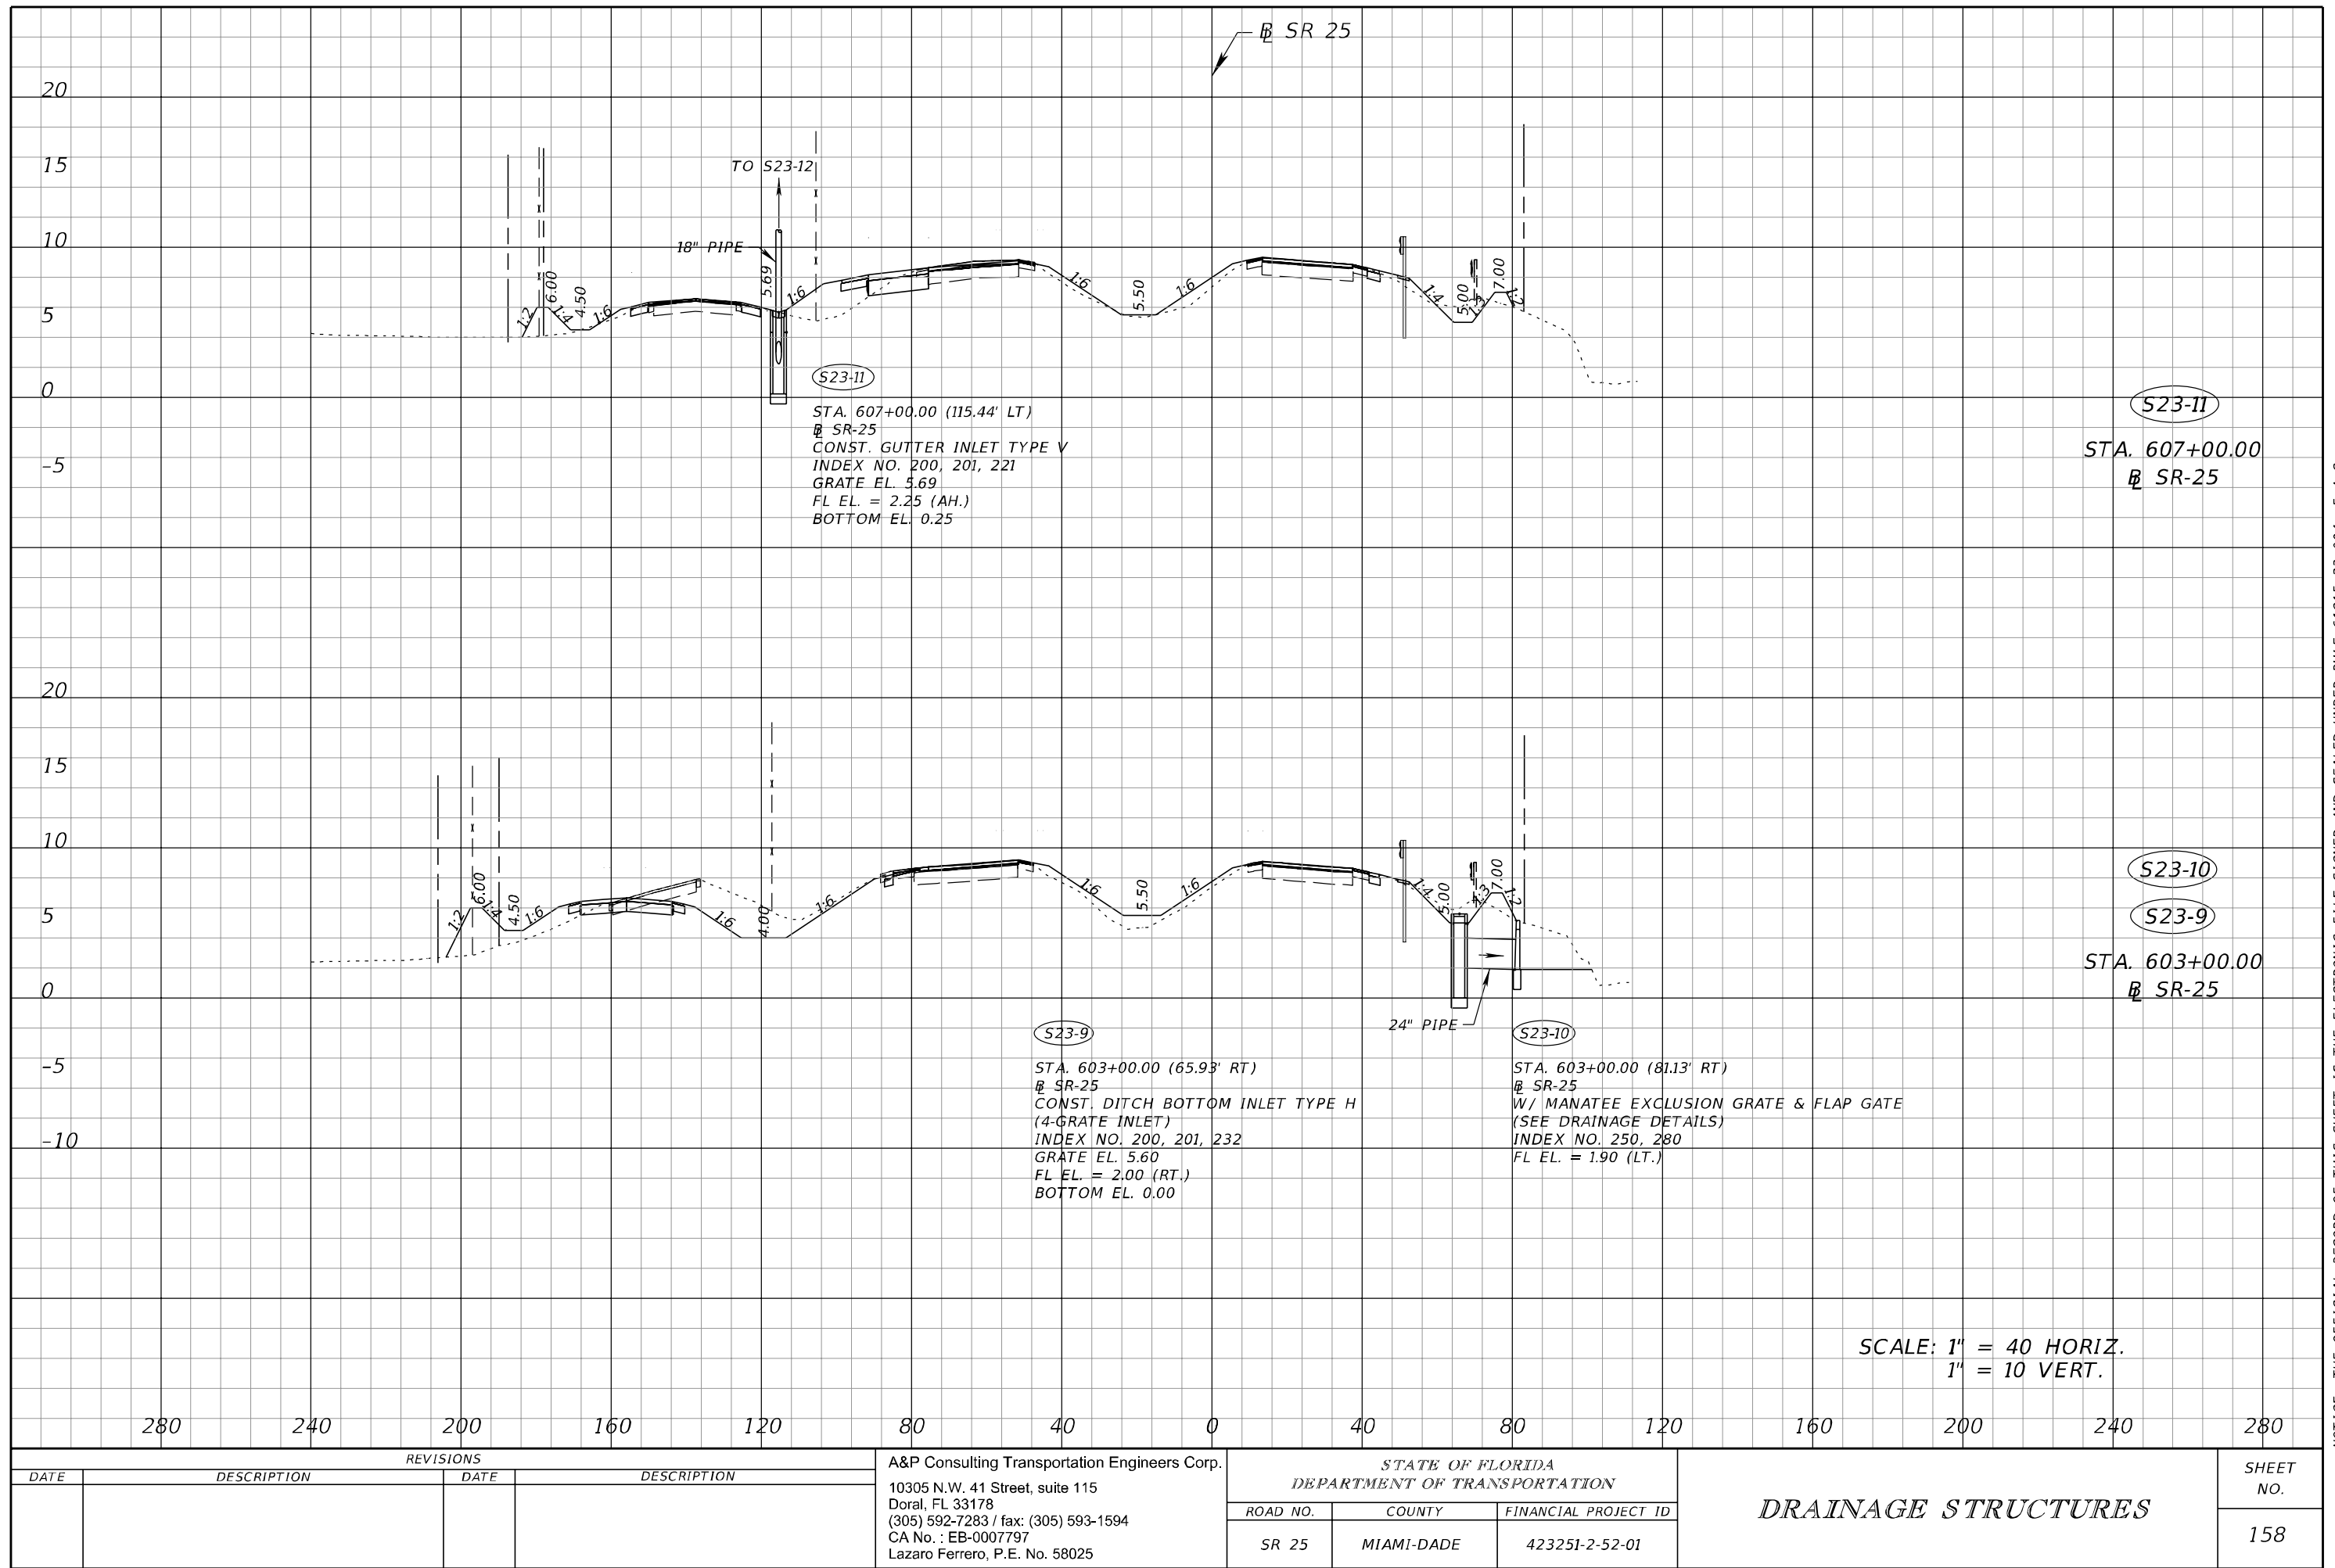 ℄ SR 25
20
15
10
5
0
-5
TO S23-12
18" PIPE
5.69
1:2
6.00
1:4
4.50
1:6
1:6
1:6
5.50
1:6
1:4
5.00
1:3
7.00
1:2
S23-11
STA. 607+00.00 (115.44' LT)
BL SR-25
CONST. GUTTER INLET TYPE V
INDEX NO. 200, 201, 221
GRATE EL. 5.69
FL EL. = 2.25 (AH.)
BOTTOM EL. 0.25
S23-11
STA. 607+00.00
BL SR-25
20
15
10
5
0
-5
-10
1:2
6.00
1:4
4.50
1:6
1:6
4.00
1:6
1:6
5.50
1:6
1:4
5.00
1:3
7.00
1:2
24" PIPE
S23-9
STA. 603+00.00 (65.93' RT)
BL SR-25
CONST. DITCH BOTTOM INLET TYPE H
(4-GRATE INLET)
INDEX NO. 200, 201, 232
GRATE EL. 5.60
FL EL. = 2.00 (RT.)
BOTTOM EL. 0.00
S23-10
STA. 603+00.00 (81.13' RT)
BL SR-25
W/ MANATEE EXCLUSION GRATE & FLAP GATE
(SEE DRAINAGE DETAILS)
INDEX NO. 250, 280
FL EL. = 1.90 (LT.)
S23-10
S23-9
STA. 603+00.00
BL SR-25
SCALE: 1" = 40 HORIZ.
1" = 10 VERT.
280 240 200 160 120 80 40 0 40 80 120 160 200 240 280
REVISIONS
DATE DESCRIPTION DATE DESCRIPTION
A&P Consulting Transportation Engineers Corp.
10305 N.W. 41 Street, suite 115
Doral, FL 33178
(305) 592-7283 / fax: (305) 593-1594
CA No. : EB-0007797
Lazaro Ferrero, P.E. No. 58025
STATE OF FLORIDA
DEPARTMENT OF TRANSPORTATION
ROAD NO. COUNTY FINANCIAL PROJECT ID
SR 25 MIAMI-DADE 423251-2-52-01
DRAINAGE STRUCTURES
SHEET
NO.
158